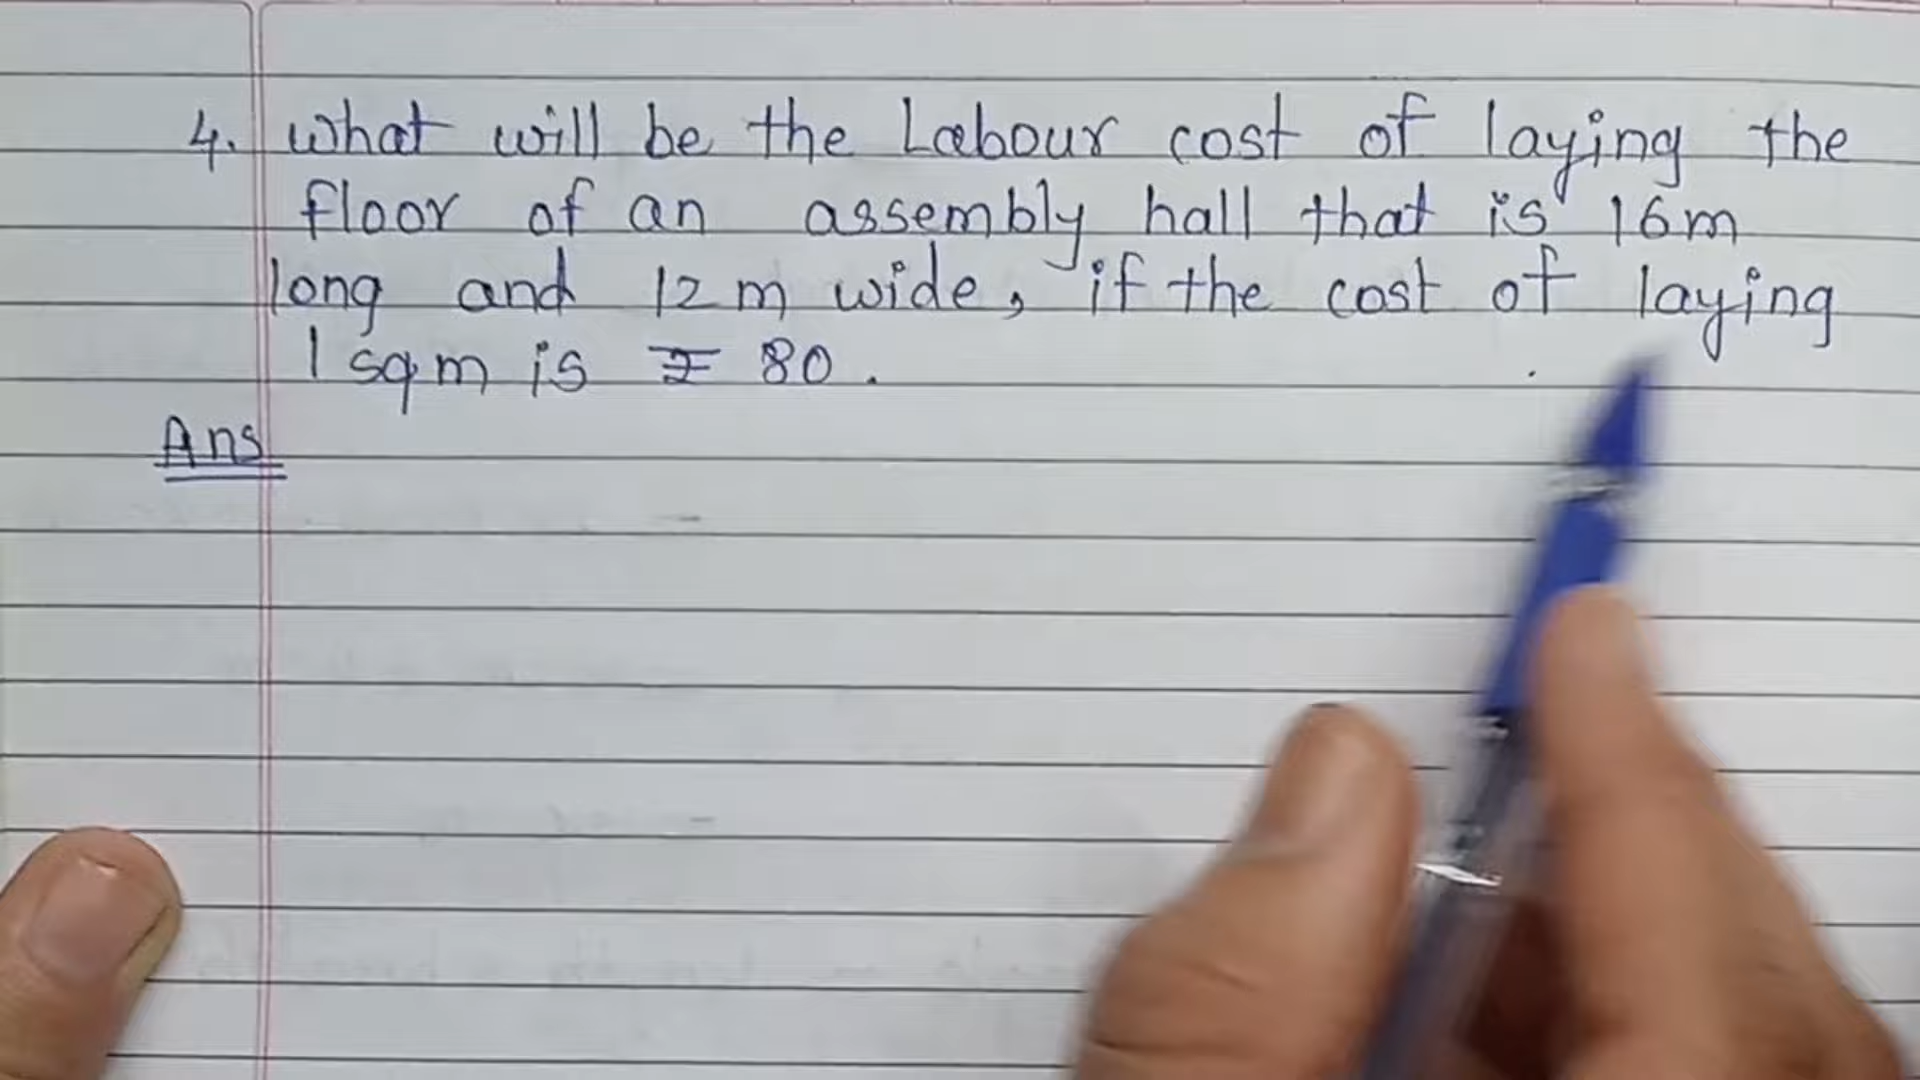 4. What will be the Labour cost of laying the
floor of an assembly hall that is 16m
long and 12 m wide, if the cost of laying
1 sqm is ₹ 80.
Ans